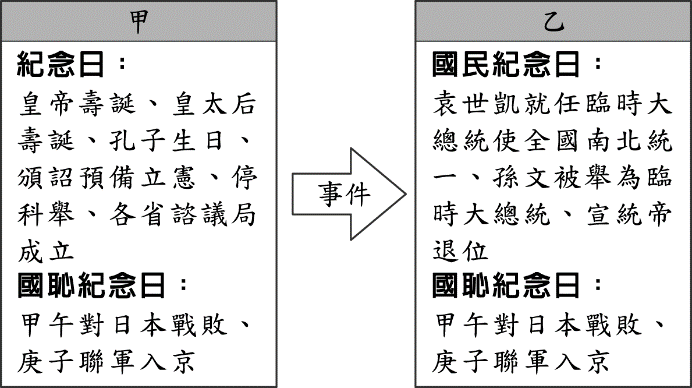 甲
紀念日：
皇帝壽誕、皇太后
壽誕、孔子生日、
頒詔預備立憲、停
科舉、各省諮議局
成立
國恥紀念日：
甲午對日本戰敗、
庚子聯軍入京
事件
乙
國民紀念日：
袁世凱就任臨時大
總統使全國南北統
一、孫文被舉為臨
時大總統、宣統帝
退位
國恥紀念日：
甲午對日本戰敗、
庚子聯軍入京